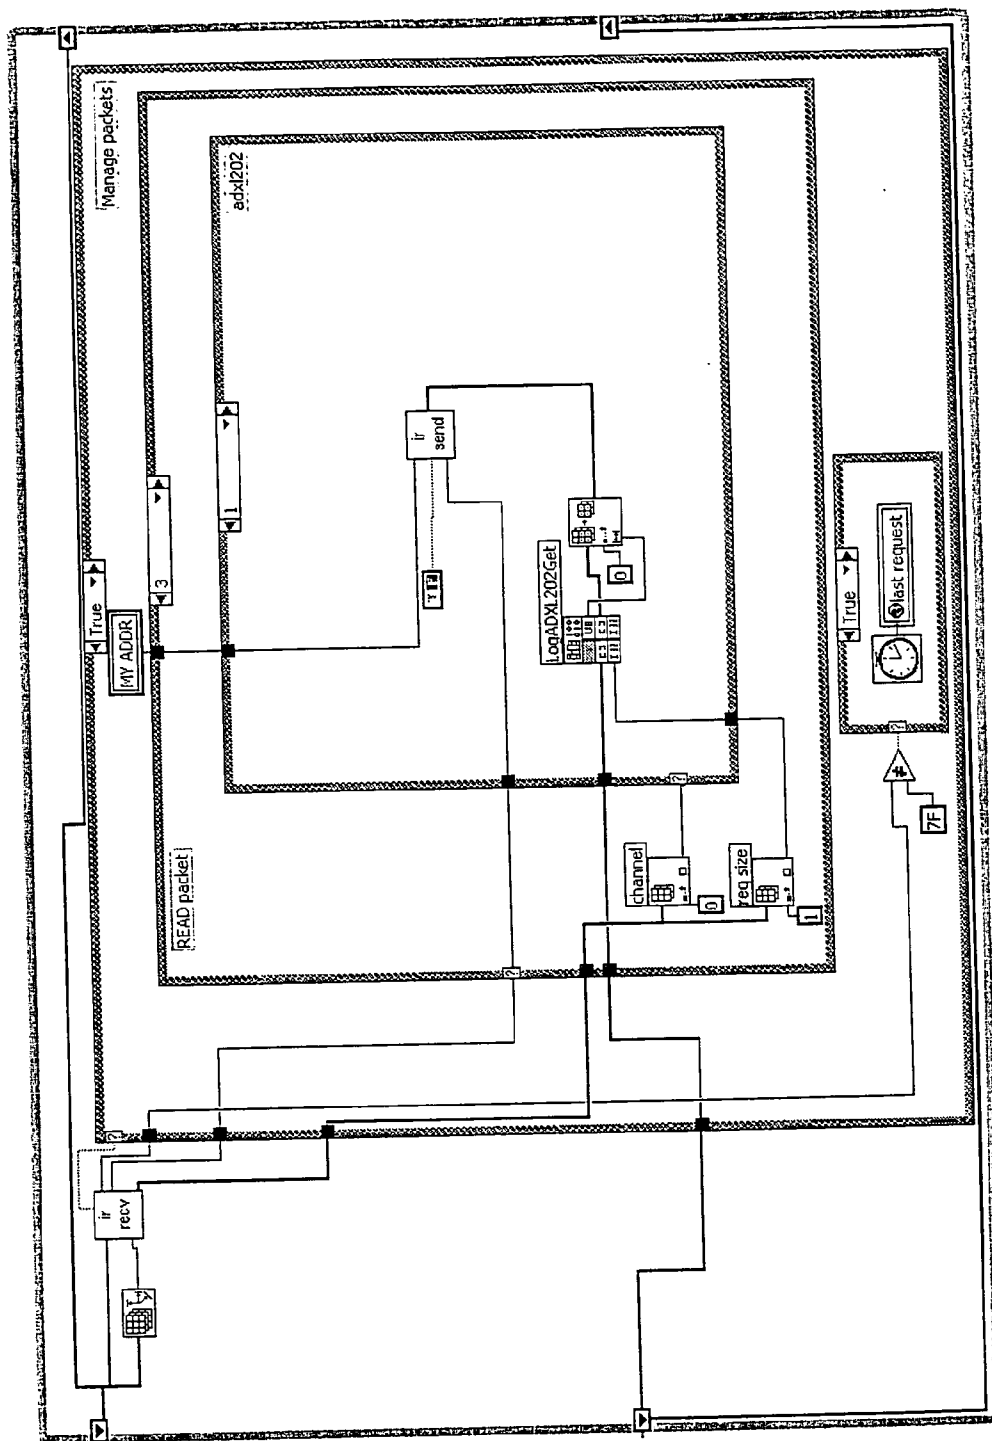 Manage packets
True
MY ADDR
3
READ packet
1
adxl202
ir
recv
ir
send
LogADXL202Get
0
channel
0
req size
1
True
last request
7F
?
?
?
?
≠